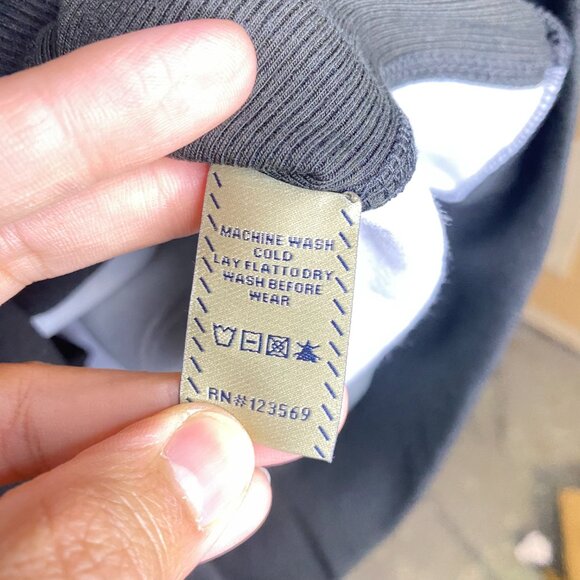 MACHINE WASH
COLD
LAY FLAT TO DRY
WASH BEFORE
WEAR
RN#123569